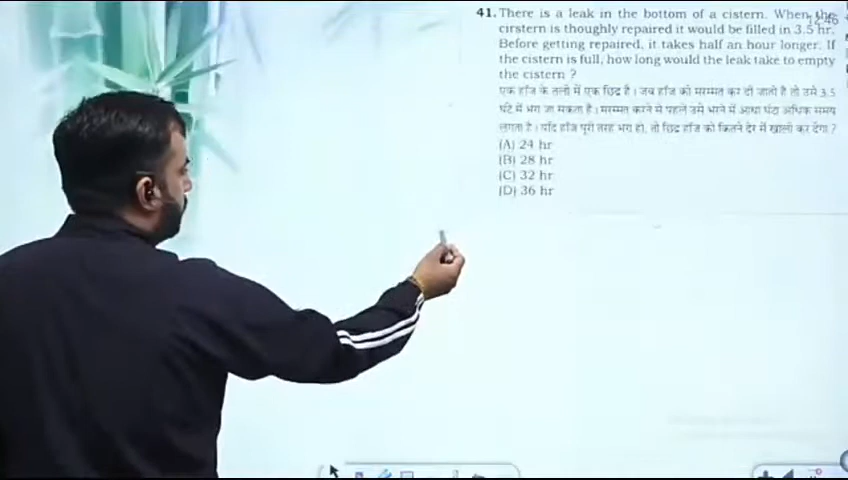 41. There is a leak in the bottom of a cistern. When the
cirstern is thoughly repaired it would be filled in 3.5 hr.
Before getting repaired, it takes half an hour longer. If
the cistern is full, how long would the leak take to empty
the cistern ?
एक हॉज के तली में एक छिद्र है। जब हॉज को मरम्मत कर दी जाती है तो उसे 3.5
घंटे में भरा जा सकता है। मरम्मत करने से पहले उसे भरने में आधा घंटा अधिक समय
लगता है। यदि हॉज पूरी तरह भरा हो, तो छिद्र हॉज को कितने देर में खाली कर देगा ?
(A) 24 hr
(B) 28 hr
(C) 32 hr
(D) 36 hr
12:46